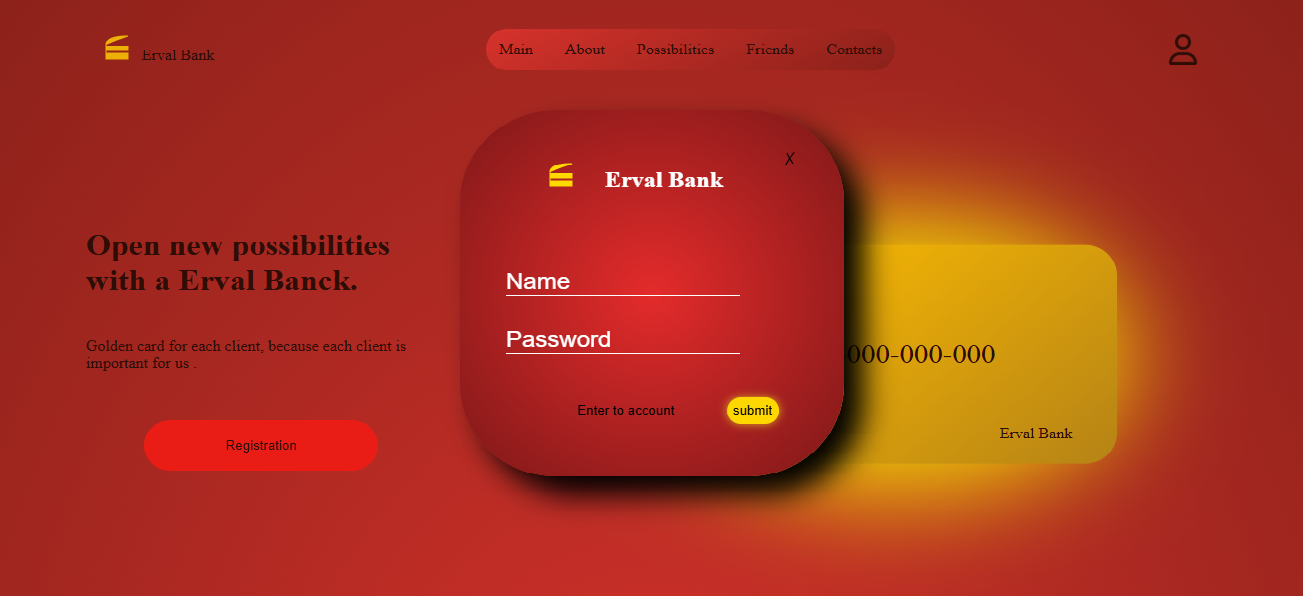 Erval Bank
Main About Possibilities Friends Contacts
X
Erval Bank
Open new possibilities
with a Erval Banck.
Golden card for each client, because each client is
important for us .
Registration
Name
Password
Enter to account submit
000-000-000
Erval Bank